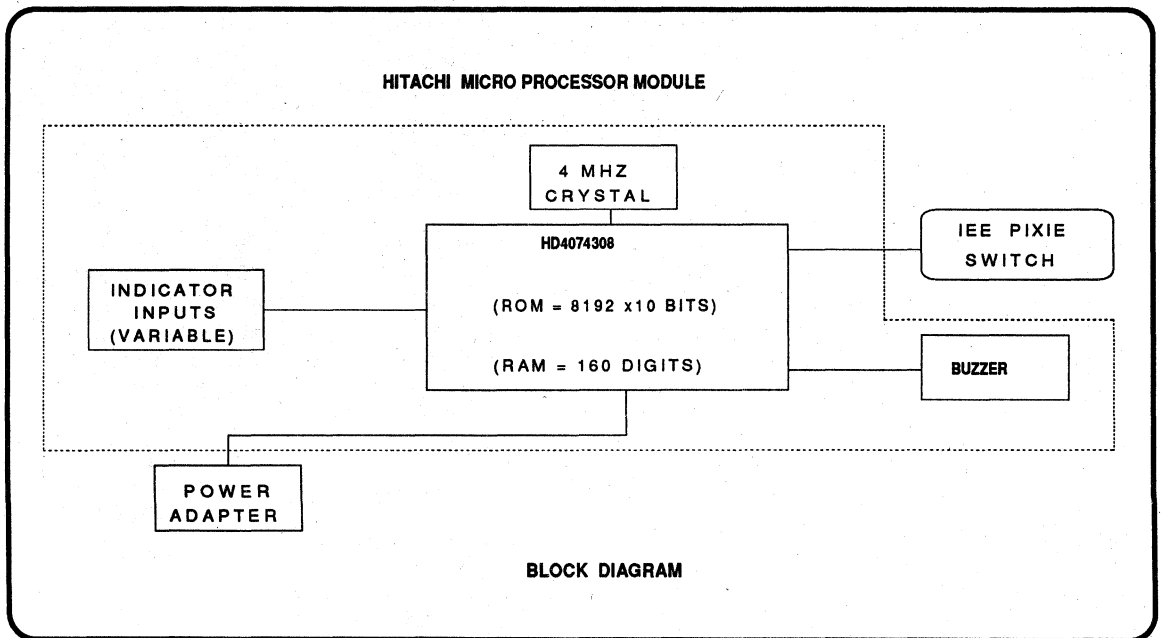 HITACHI MICRO PROCESSOR MODULE
4 MHZ
CRYSTAL
HD4074308
(ROM = 8192 x10 BITS)
(RAM = 160 DIGITS)
INDICATOR
INPUTS
(VARIABLE)
IEE PIXIE
SWITCH
BUZZER
POWER
ADAPTER
BLOCK DIAGRAM